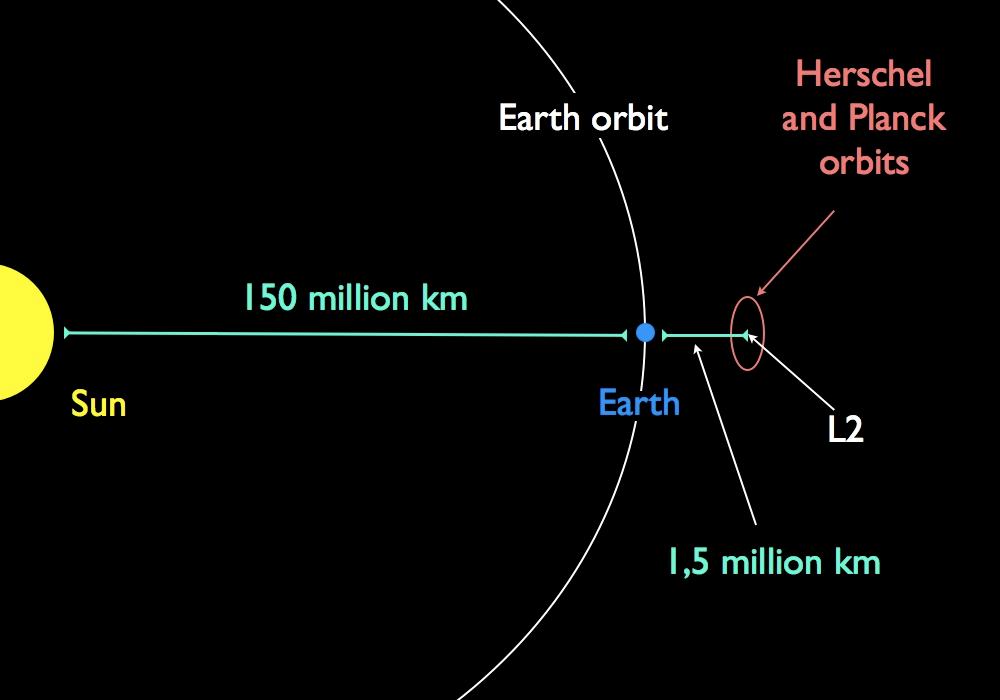 Herschel
and Planck
orbits
Earth orbit
150 million km
Sun
Earth
L2
1,5 million km